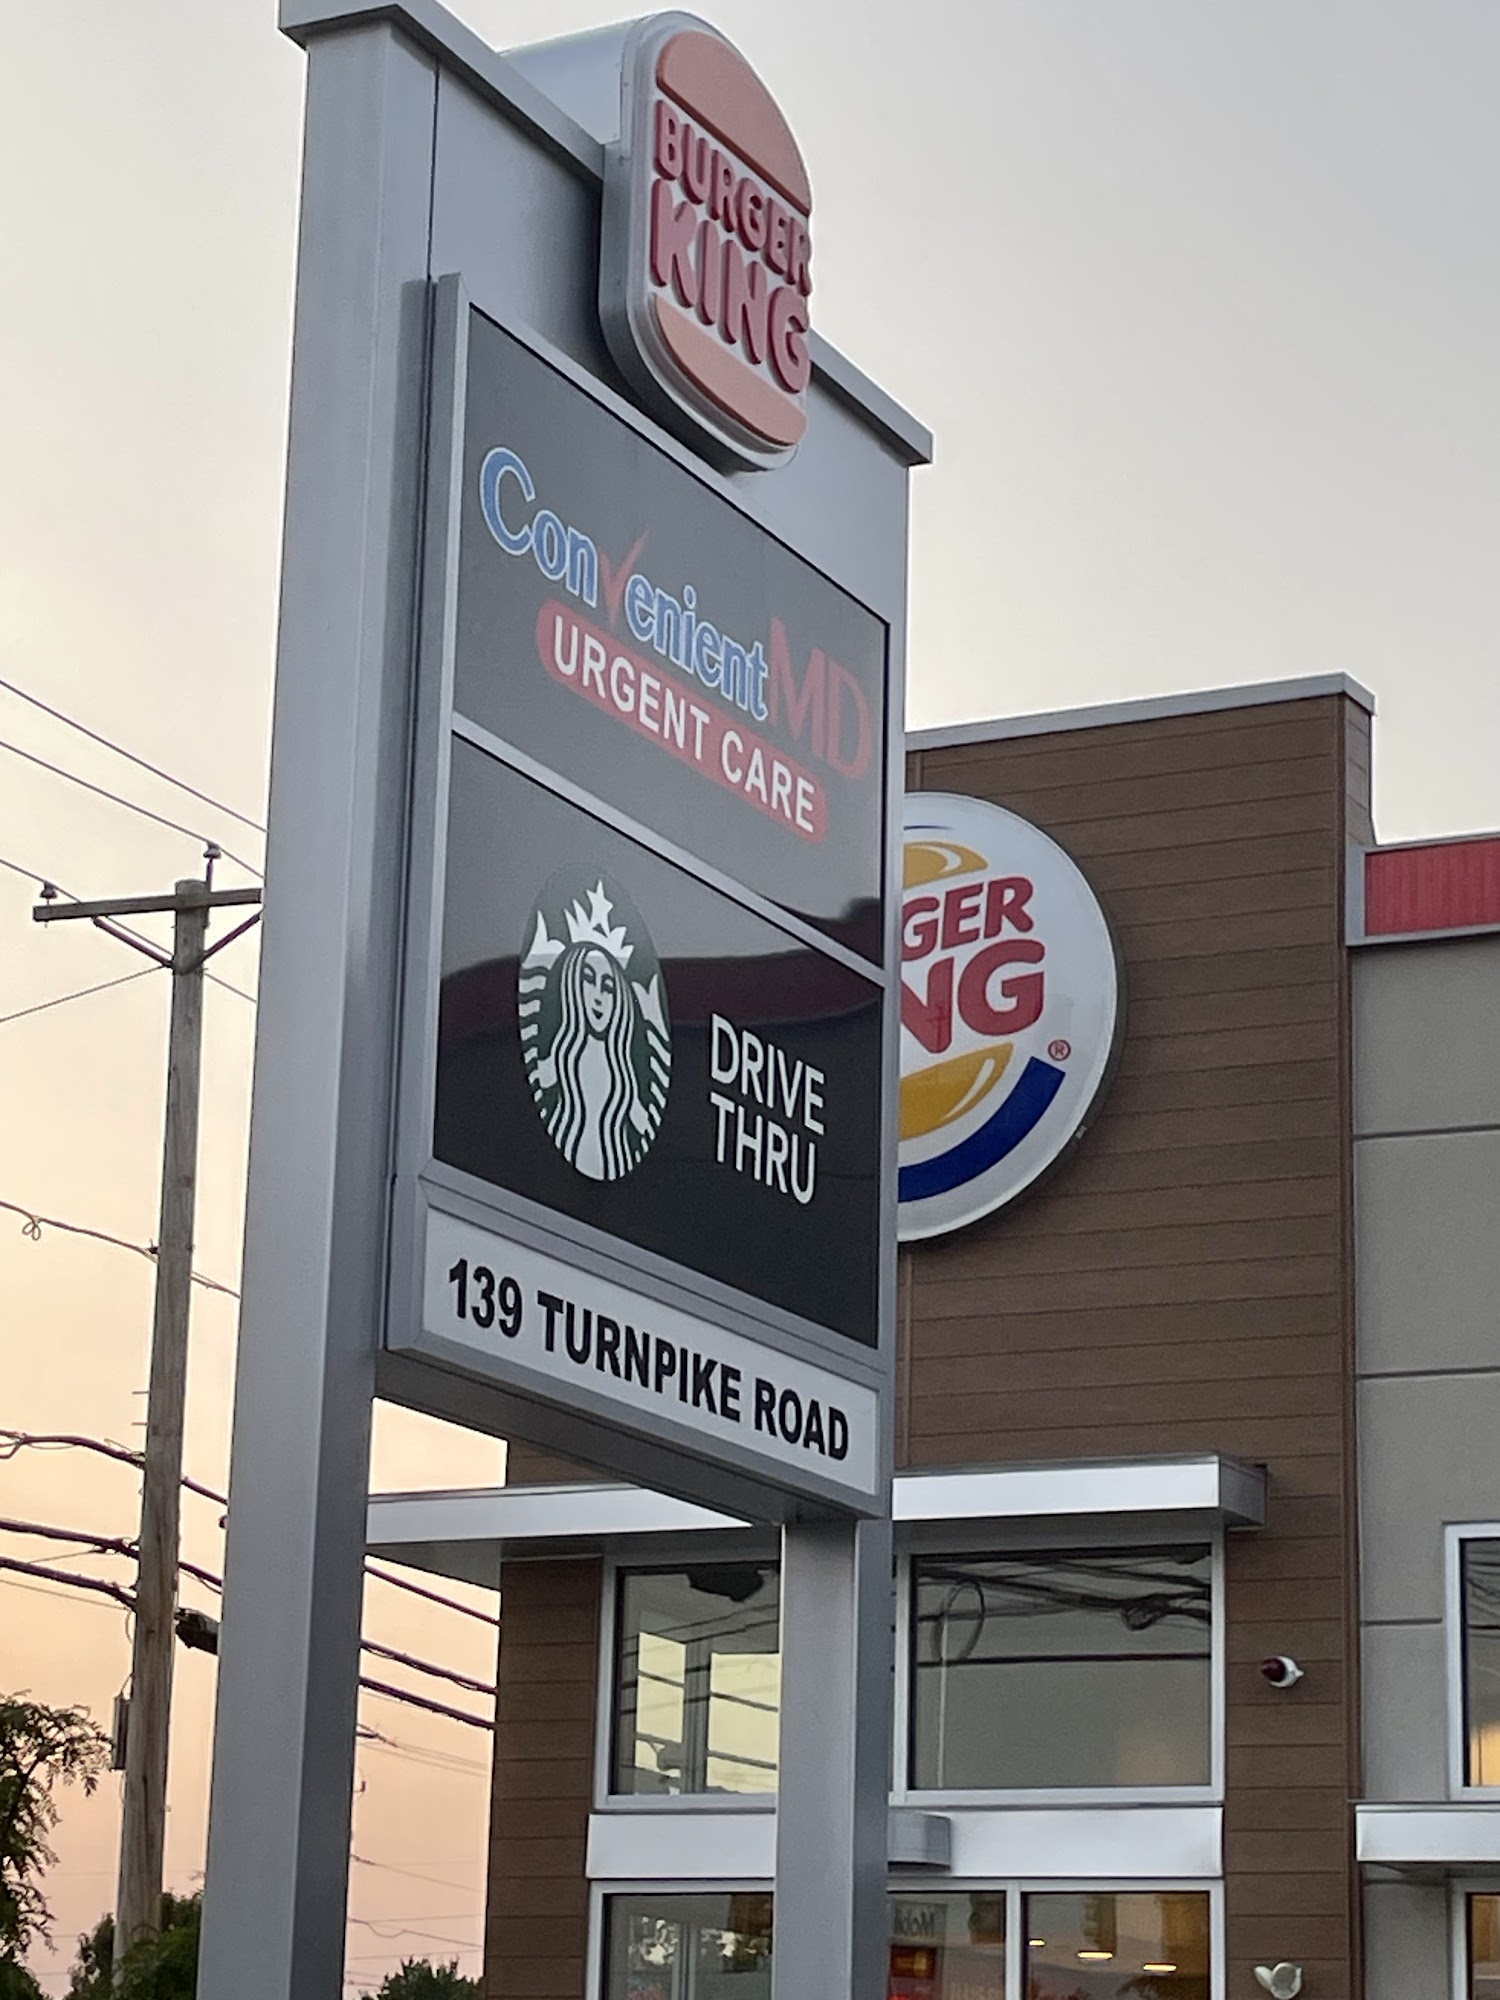 BURGER
KING
ConvenientMD
URGENT CARE
DRIVE
THRU
139 TURNPIKE ROAD
GER
NG
®